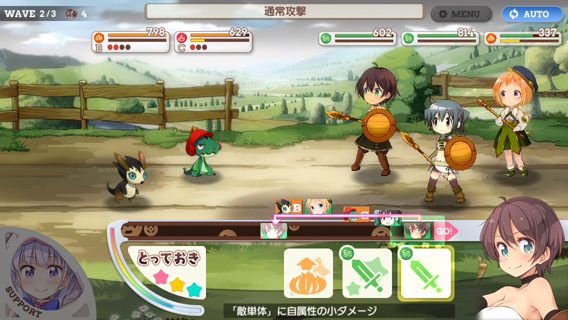 WAVE 2/3 4
通常攻撃
MENU
AUTO
798
B
629
C
602
814
337
B
C
GO!
とっておき
SUPPORT
「敵単体」に自属性の小ダメージ